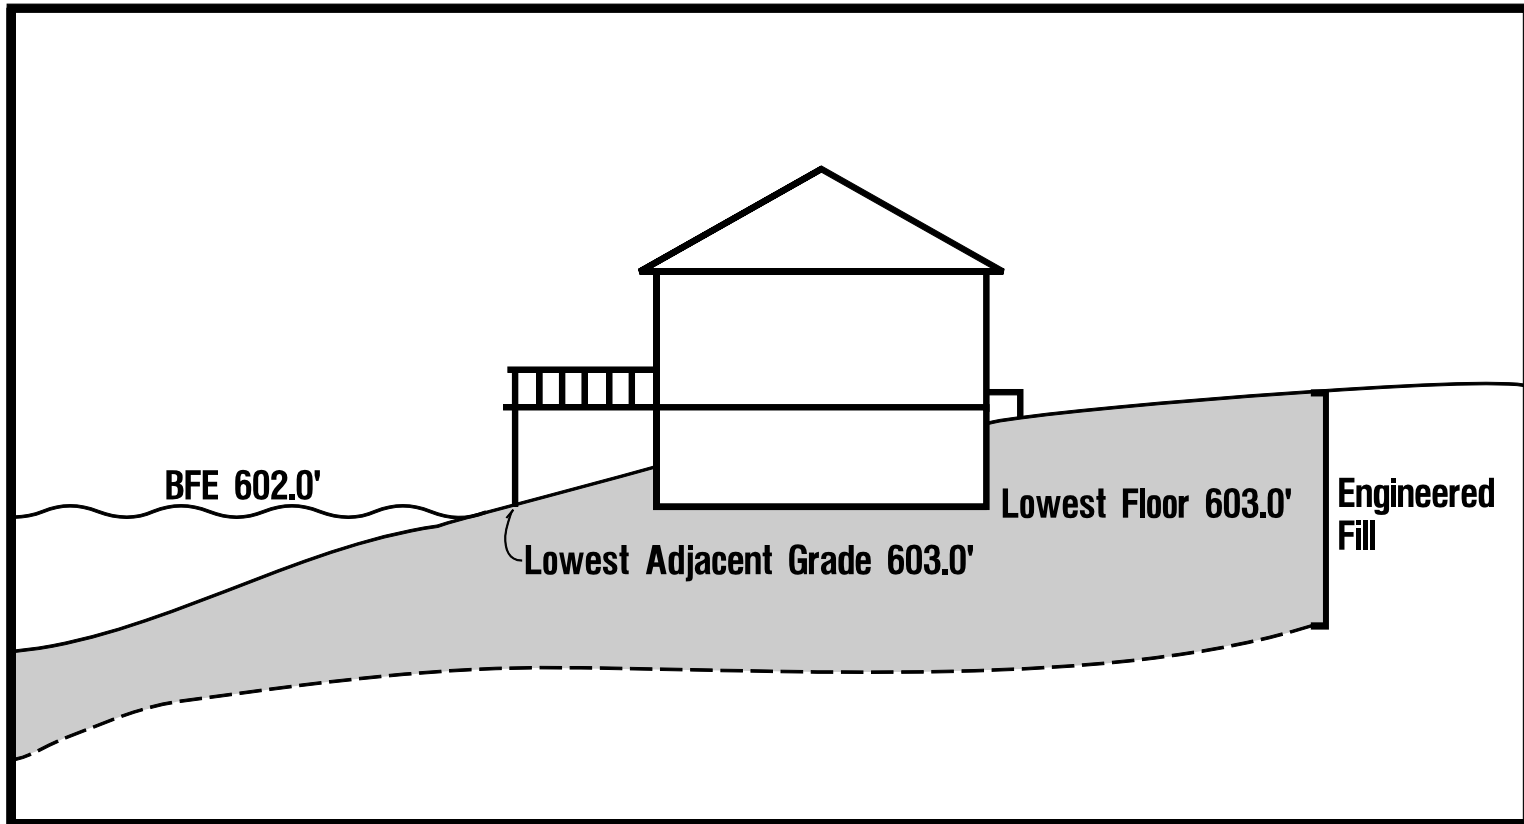 BFE 602.0'
Lowest Floor 603.0'
Engineered
Fill
Lowest Adjacent Grade 603.0'